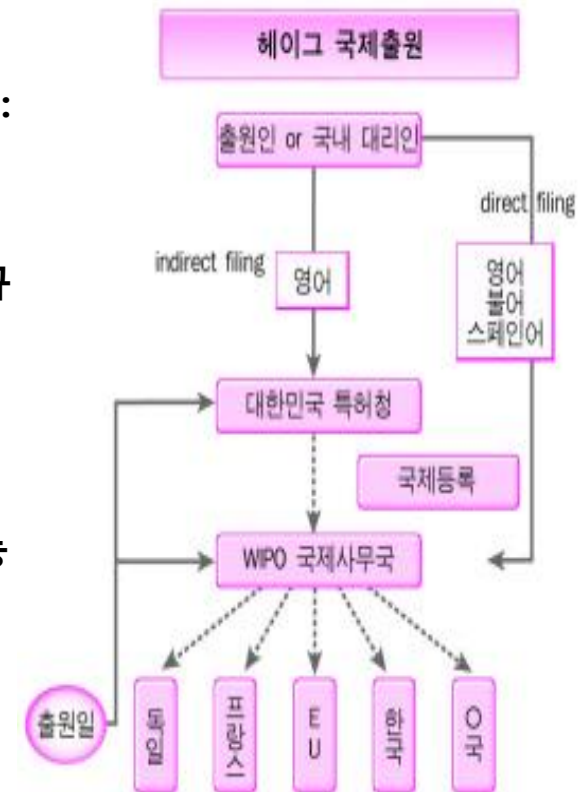 헤이그 국제출원
:
출원인 or 국내 대리인
direct filing
indirect filing
영어
영어
불어
스페인어
대한민국 특허청
국제등록
WIPO 국제사무국
출원일
독일
프랑스
EU
한국
O국